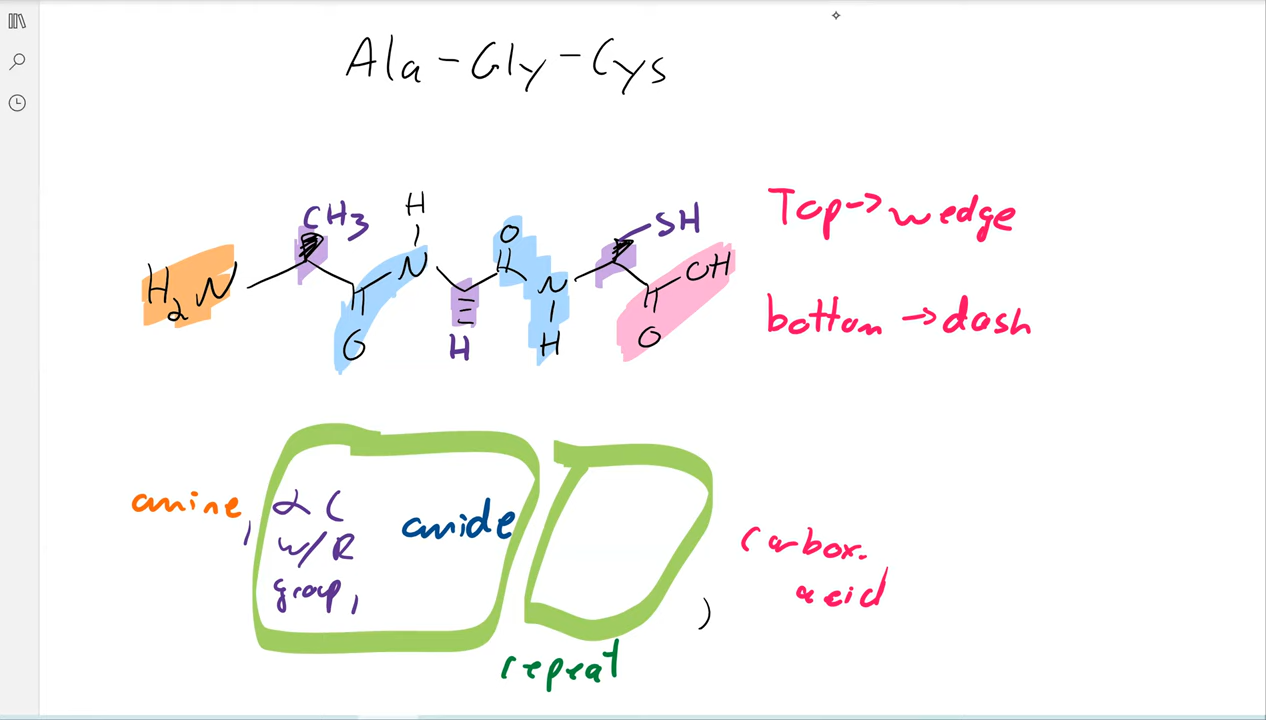 Ala - Gly - Cys
Top -> wedge
CH3
H
SH
O
H2N
N
N
OH
bottom -> dash
O
H
H
O
amine,
α C
w/R
group,
amide
carbox.
acid
,
repeat